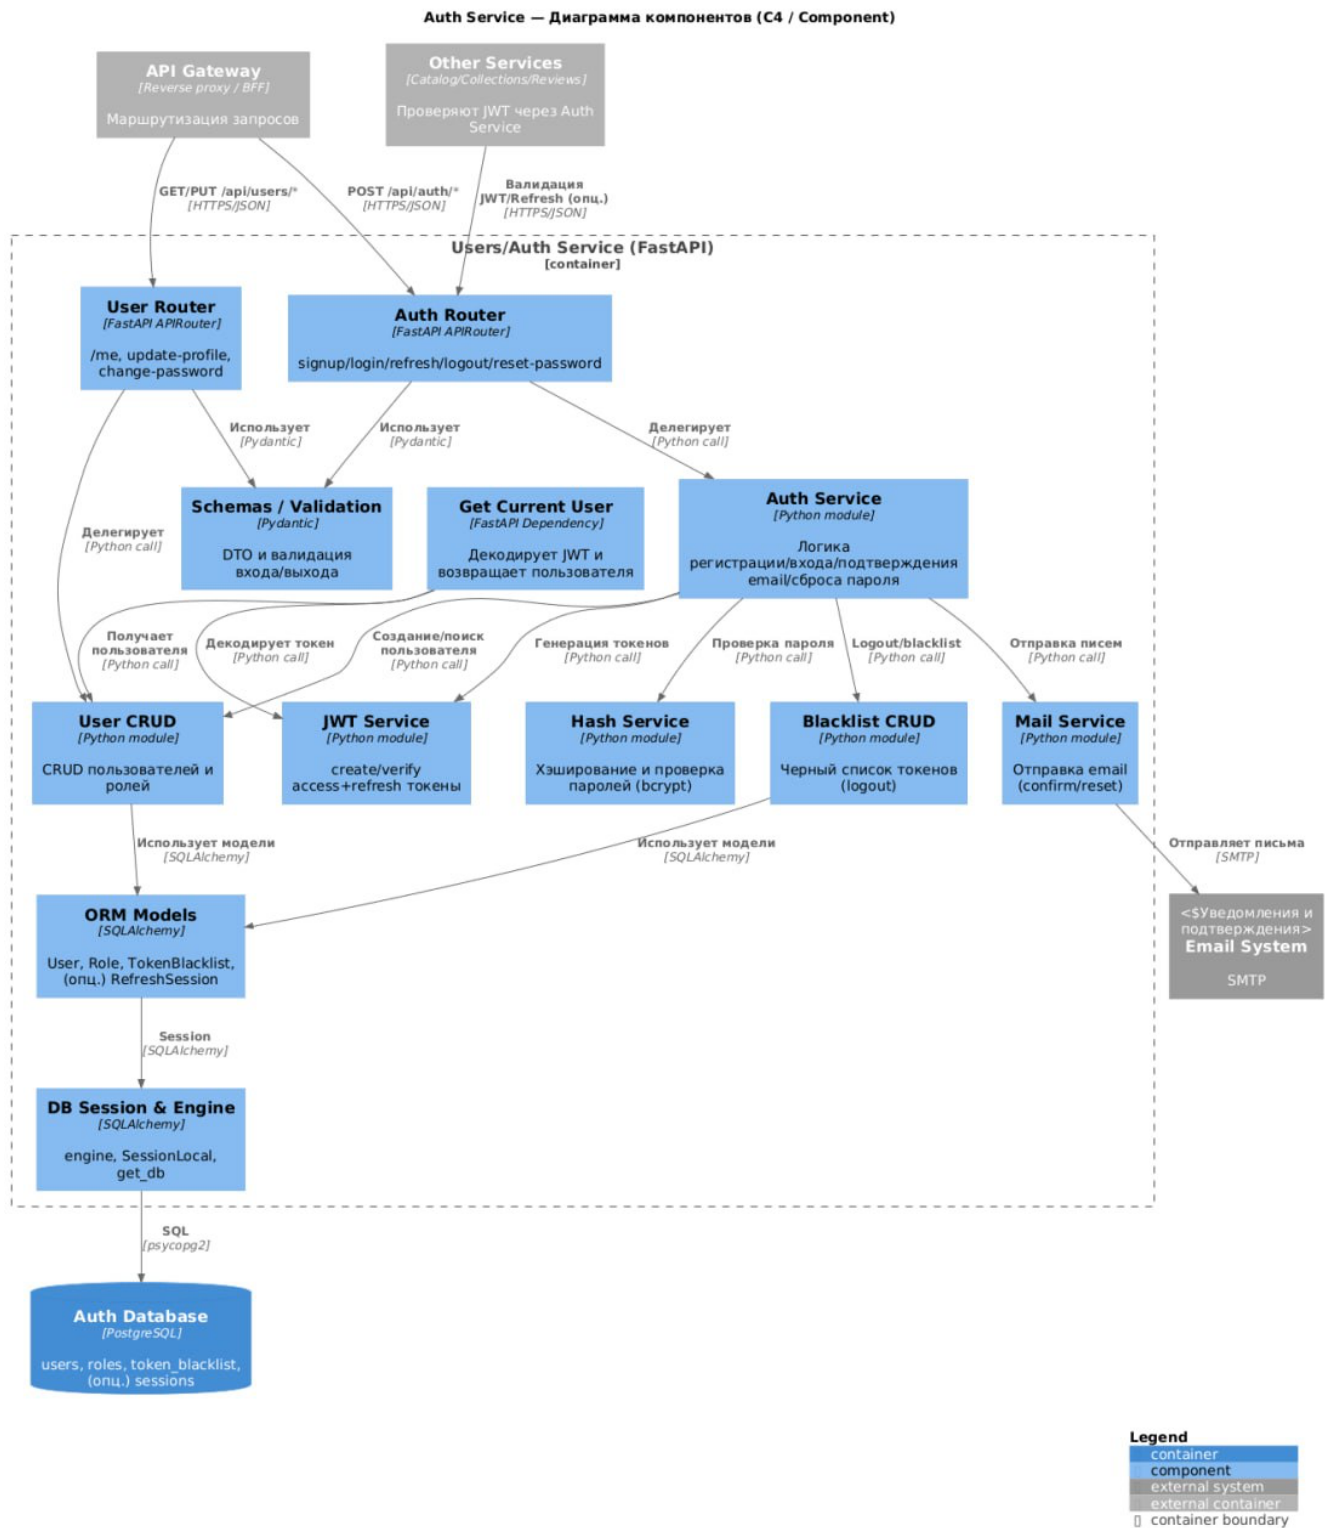 Auth Service — Диаграмма компонентов (C4 / Component)
API Gateway
[Reverse proxy / BFF]
Маршрутизация запросов
Other Services
[Catalog/Collections/Reviews]
Проверяют JWT через Auth
Service
GET/PUT /api/users/*
[HTTPS/JSON]
POST /api/auth/*
[HTTPS/JSON]
Валидация
JWT/Refresh (опц.)
[HTTPS/JSON]
Users/Auth Service (FastAPI)
[container]
User Router
[FastAPI APIRouter]
/me, update-profile,
change-password
Auth Router
[FastAPI APIRouter]
signup/login/refresh/logout/reset-password
Использует
[Pydantic]
Использует
[Pydantic]
Делегирует
[Python call]
Делегирует
[Python call]
Schemas / Validation
[Pydantic]
DTO и валидация
входа/выхода
Get Current User
[FastAPI Dependency]
Декодирует JWT и
возвращает пользователя
Auth Service
[Python module]
Логика
регистрации/входа/подтверждения
email/сброса пароля
Получает
пользователя
[Python call]
Декодирует токен
[Python call]
Создание/поиск
пользователя
[Python call]
Генерация токенов
[Python call]
Проверка пароля
[Python call]
Logout/blacklist
[Python call]
Отправка писем
[Python call]
User CRUD
[Python module]
CRUD пользователей и
ролей
JWT Service
[Python module]
create/verify
access+refresh токены
Hash Service
[Python module]
Хэширование и проверка
паролей (bcrypt)
Blacklist CRUD
[Python module]
Черный список токенов
(logout)
Mail Service
[Python module]
Отправка email
(confirm/reset)
Использует модели
[SQLAlchemy]
Использует модели
[SQLAlchemy]
Отправляет письма
[SMTP]
ORM Models
[SQLAlchemy]
User, Role, TokenBlacklist,
(опц.) RefreshSession
<$Уведомления и
подтверждения>
Email System
SMTP
Session
[SQLAlchemy]
DB Session & Engine
[SQLAlchemy]
engine, SessionLocal,
get_db
SQL
[psycopg2]
Auth Database
[PostgreSQL]
users, roles, token_blacklist,
(опц.) sessions
Legend
container
component
external system
external container
▯ container boundary